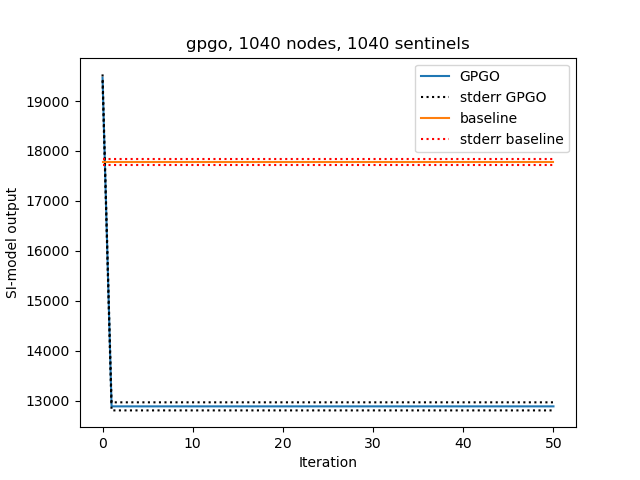 gpgo, 1040 nodes, 1040 sentinels
GPGO
stderr GPGO
baseline
stderr baseline
SI-model output
19000
18000
17000
16000
15000
14000
13000
0 10 20 30 40 50
Iteration